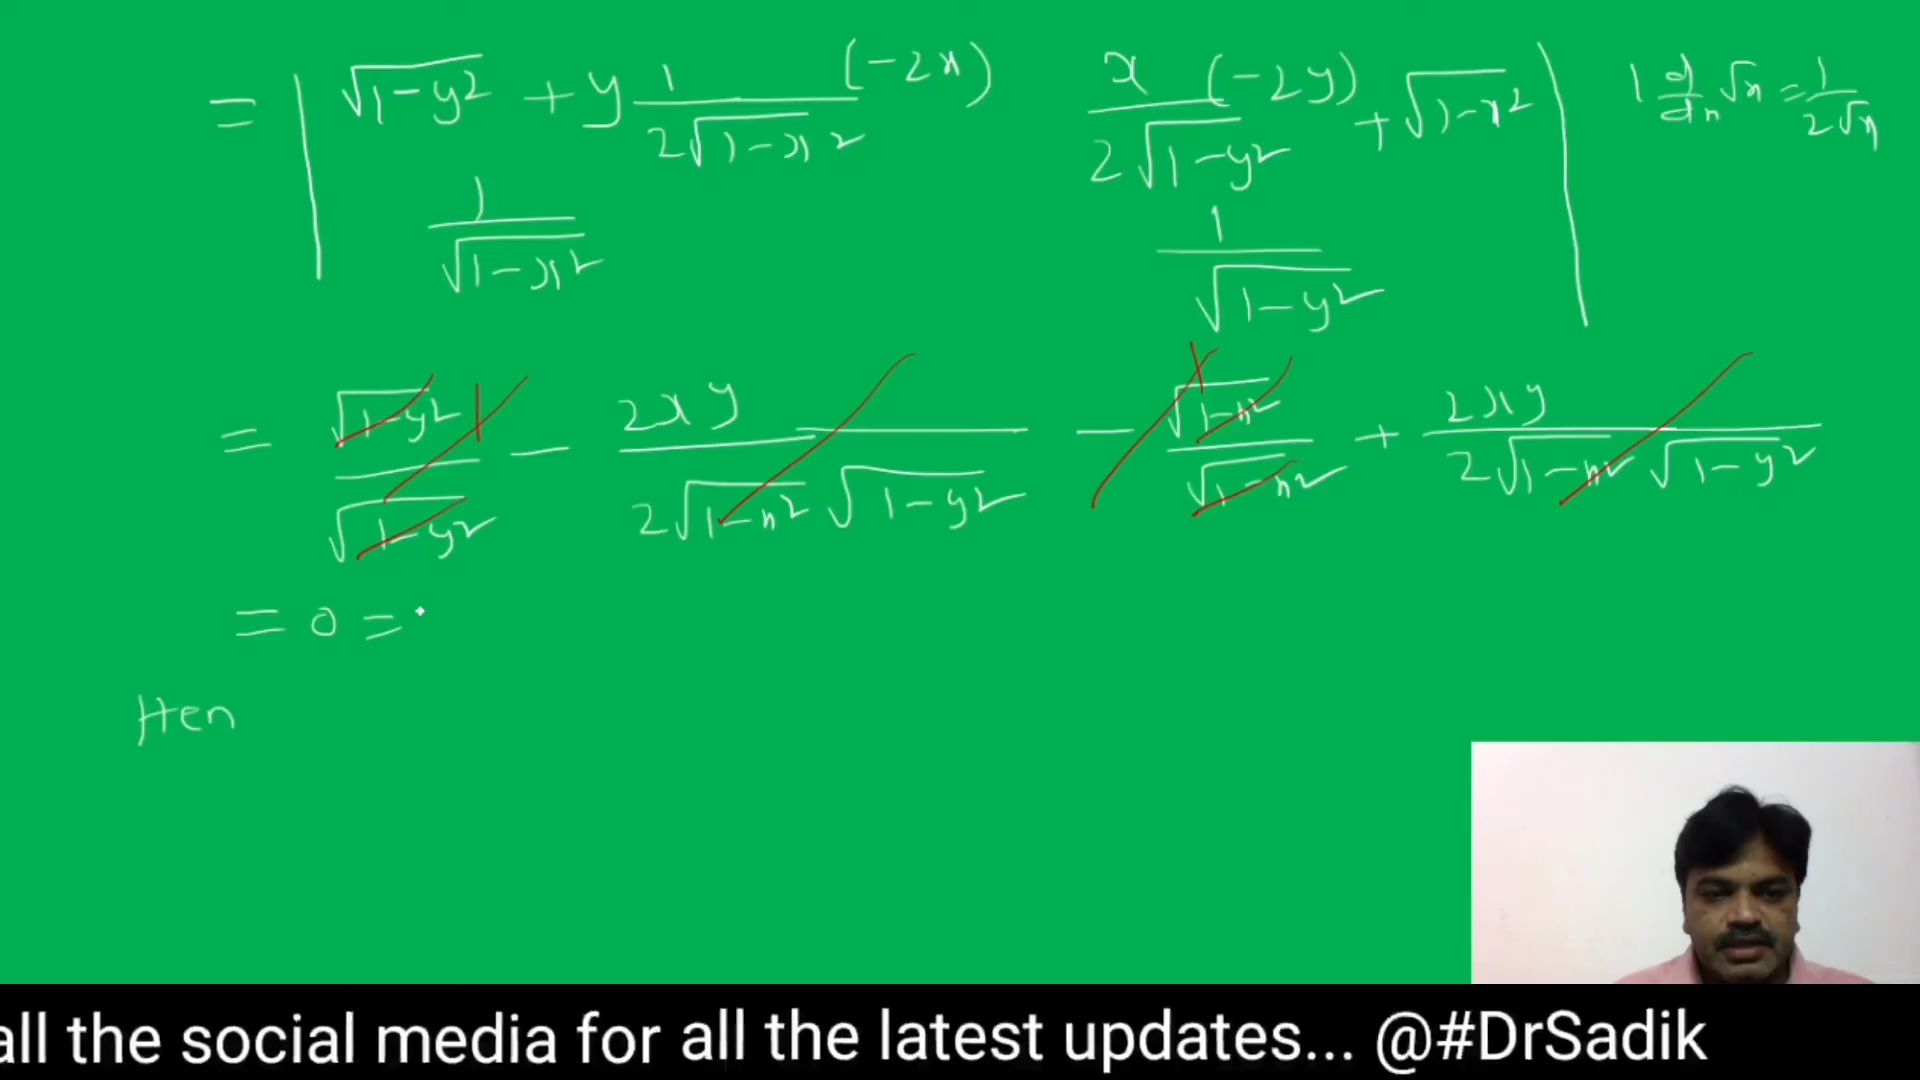 = | √1-y² + y 1/2√1-x² (-2x) x/2√1-y² (-2y) + √1-x² | | d/dx √x = 1/2√x
1/√1-x² 1/√1-y²
= √1-y²/√1-y² - 2xy/2√1-x² √1-y² - √1-x²/√1-x² + 2xy/2√1-x² √1-y²
= 0 =
Hen
all the social media for all the latest updates... @#DrSadik